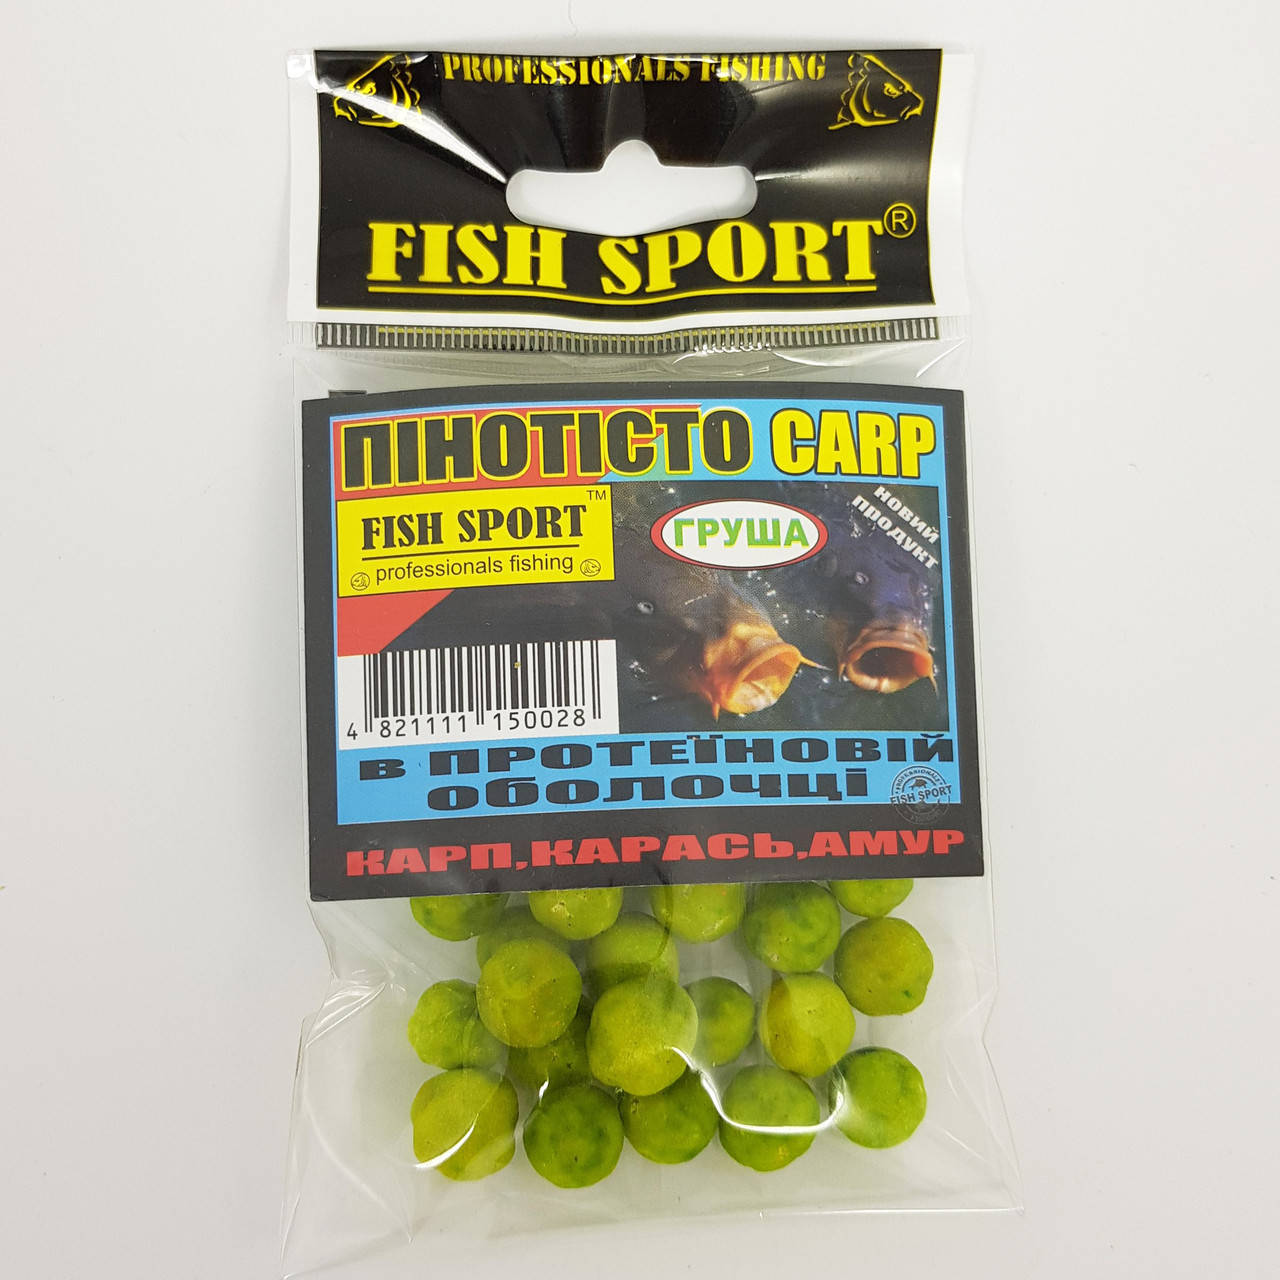 PROFESSIONALS FISHING
FISH SPORT®
ПІНОТІСТО CARP
FISH SPORT™
professionals fishing
ГРУША
НОВИЙ
ПРОДУКТ
4 821111 150028
В ПРОТЕЇНОВІЙ
ОБОЛОЧЦІ
PROFESSIONALS
FISH SPORT
КАРП,КАРАСЬ,АМУР